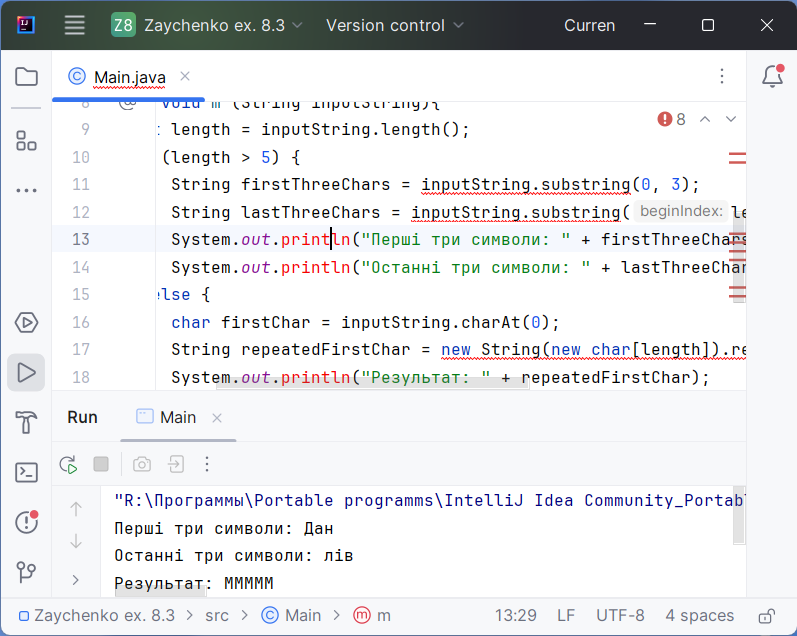 Z8 Zaychenko ex. 8.3 Version control Curren
Main.java
8 void m (String inputString){
9 length = inputString.length();
10 (length > 5) {
11 String firstThreeChars = inputString.substring(0, 3);
12 String lastThreeChars = inputString.substring( beginIndex: le
13 System.out.println("Перші три символи: " + firstThreeChars
14 System.out.println("Останні три символи: " + lastThreeChar
15 else {
16 char firstChar = inputString.charAt(0);
17 String repeatedFirstChar = new String(new char[length]).re
18 System.out.println("Результат: " + repeatedFirstChar);
8
Run Main
"R:\Программы\Portable programms\IntelliJ Idea Community_Portabl
Перші три символи: Дан
Останні три символи: лів
Результат: МММММ
Zaychenko ex. 8.3 > src > Main > m 13:29 LF UTF-8 4 spaces